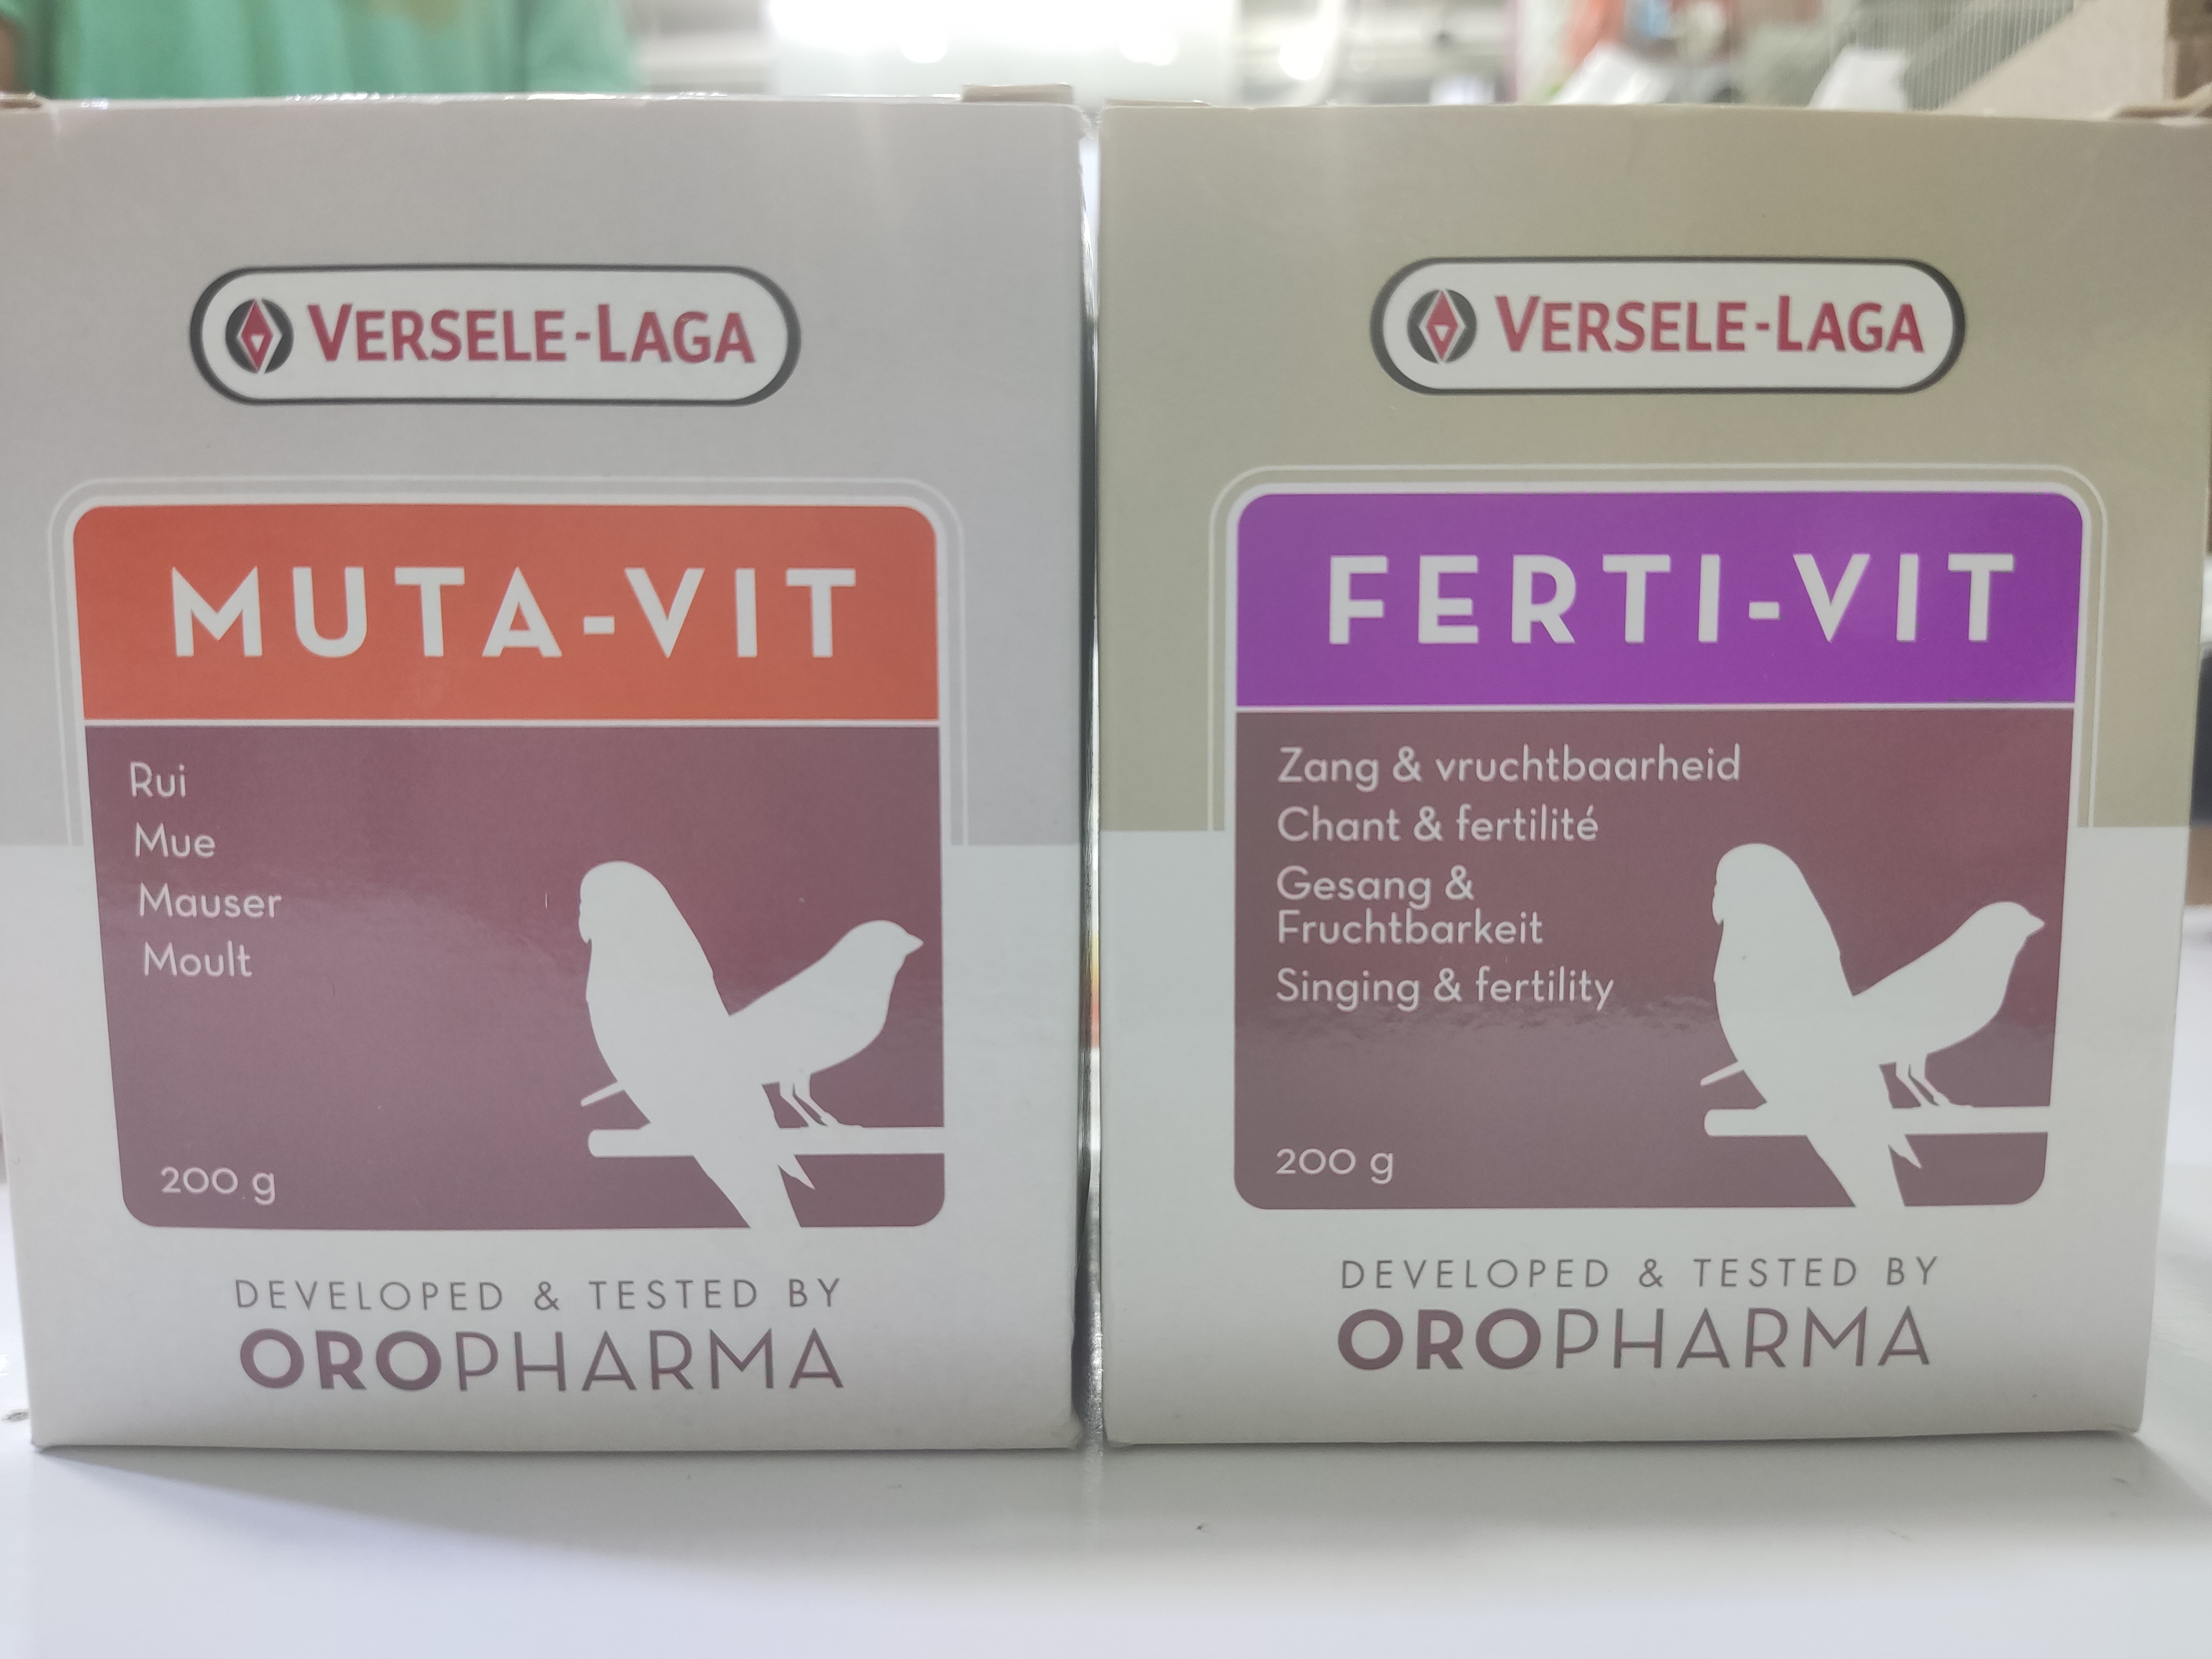 VERSELE-LAGA
MUTA-VIT
Rui
Mue
Mauser
Moult
200 g
DEVELOPED & TESTED BY
OROPHARMA
VERSELE-LAGA
FERTI-VIT
Zang & vruchtbaarheid
Chant & fertilité
Gesang &
Fruchtbarkeit
Singing & fertility
200 g
DEVELOPED & TESTED BY
OROPHARMA